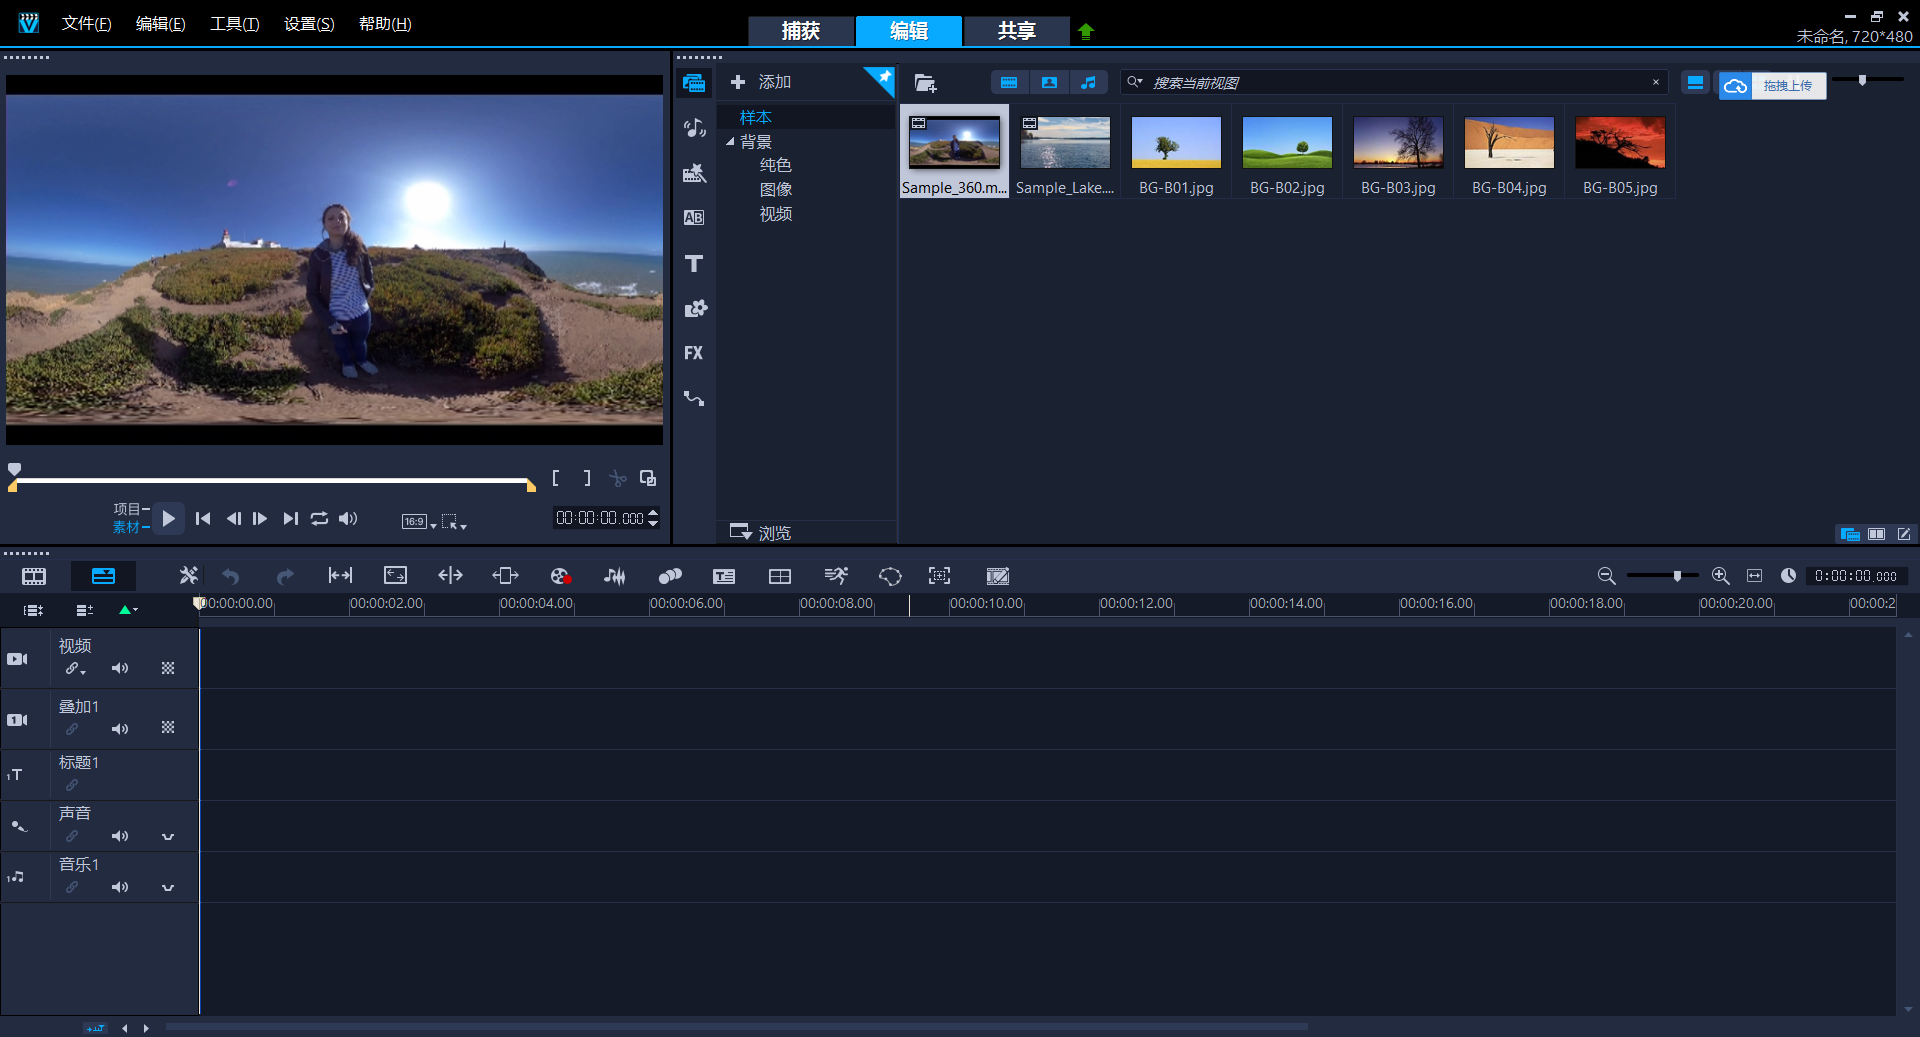 文件(F) 编辑(E) 工具(T) 设置(S) 帮助(H)
捕获 编辑 共享
未命名, 720*480
添加
搜索当前视图
拖拽上传
样本
背景
纯色
图像
视频
浏览
Sample_360.m... Sample_Lake.... BG-B01.jpg BG-B02.jpg BG-B03.jpg BG-B04.jpg BG-B05.jpg
AB
T
FX
[ ]
项目
素材
16:9
00:00:00.000
0:00:00.000
00:00:00.00 00:00:02.00 00:00:04.00 00:00:06.00 00:00:08.00 00:00:10.00 00:00:12.00 00:00:14.00 00:00:16.00 00:00:18.00 00:00:20.00 00:00:2
视频
1 叠加1
1T 标题1
声音
1 音乐1